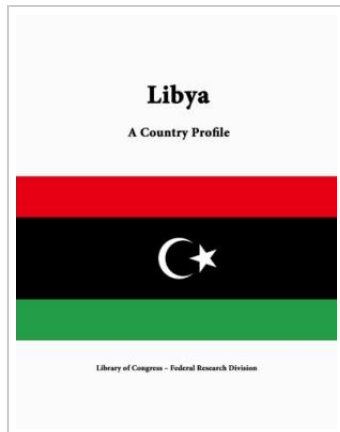 Libya
A Country Profile
Library of Congress – Federal Research Division